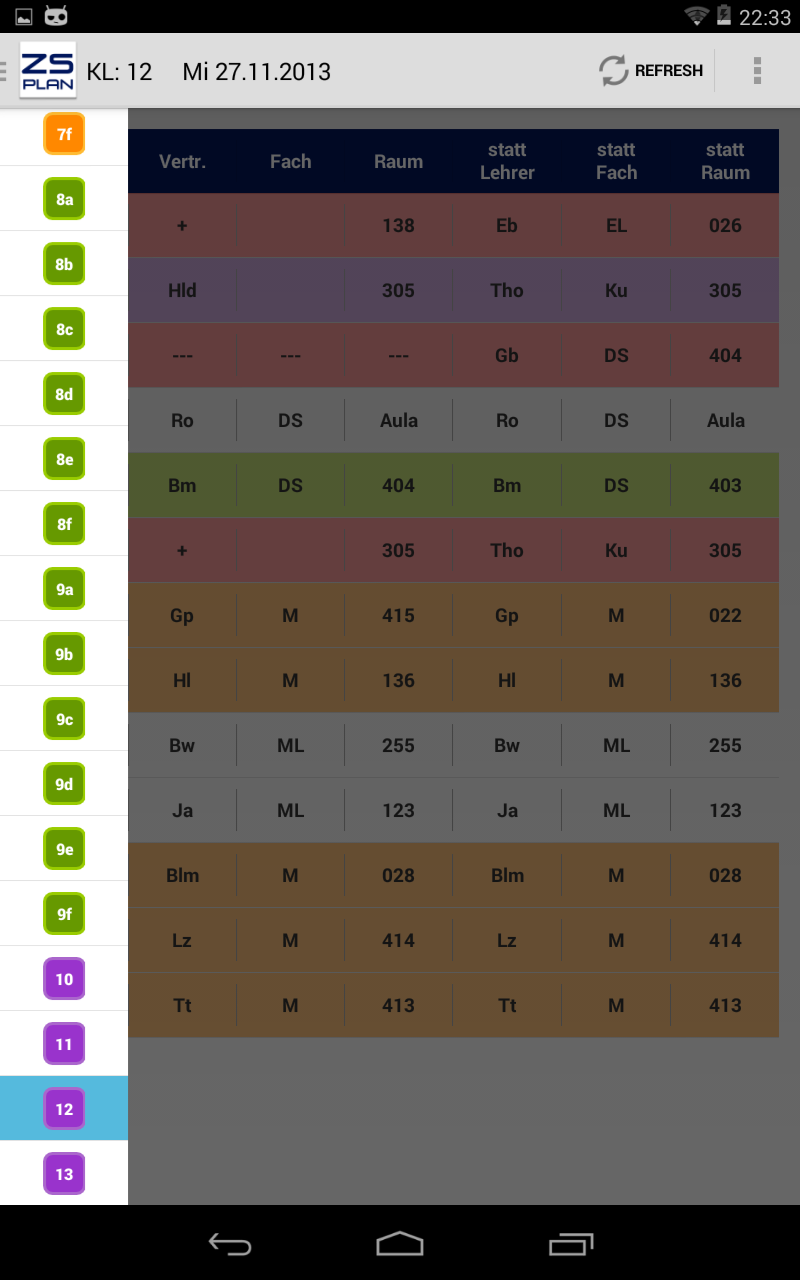 22:33
ZS PLAN KL: 12 Mi 27.11.2013 REFRESH
7f
8a
8b
8c
8d
8e
8f
9a
9b
9c
9d
9e
9f
10
11
12
13
Vertr. Fach Raum statt Lehrer statt Fach statt Raum
+ 138 Eb EL 026
Hld 305 Tho Ku 305
--- --- --- Gb DS 404
Ro DS Aula Ro DS Aula
Bm DS 404 Bm DS 403
+ 305 Tho Ku 305
Gp M 415 Gp M 022
Hl M 136 Hl M 136
Bw ML 255 Bw ML 255
Ja ML 123 Ja ML 123
Blm M 028 Blm M 028
Lz M 414 Lz M 414
Tt M 413 Tt M 413